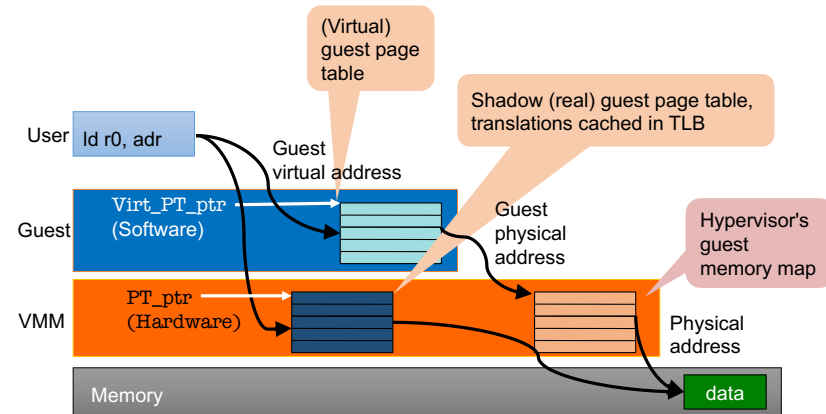 (Virtual)
guest page
table
Shadow (real) guest page table,
translations cached in TLB
User
ld r0, adr
Guest
virtual address
Virt_PT_ptr
(Software)
Guest
Guest
physical
address
Hypervisor's
guest
memory map
PT_ptr
(Hardware)
VMM
Physical
address
Memory
data